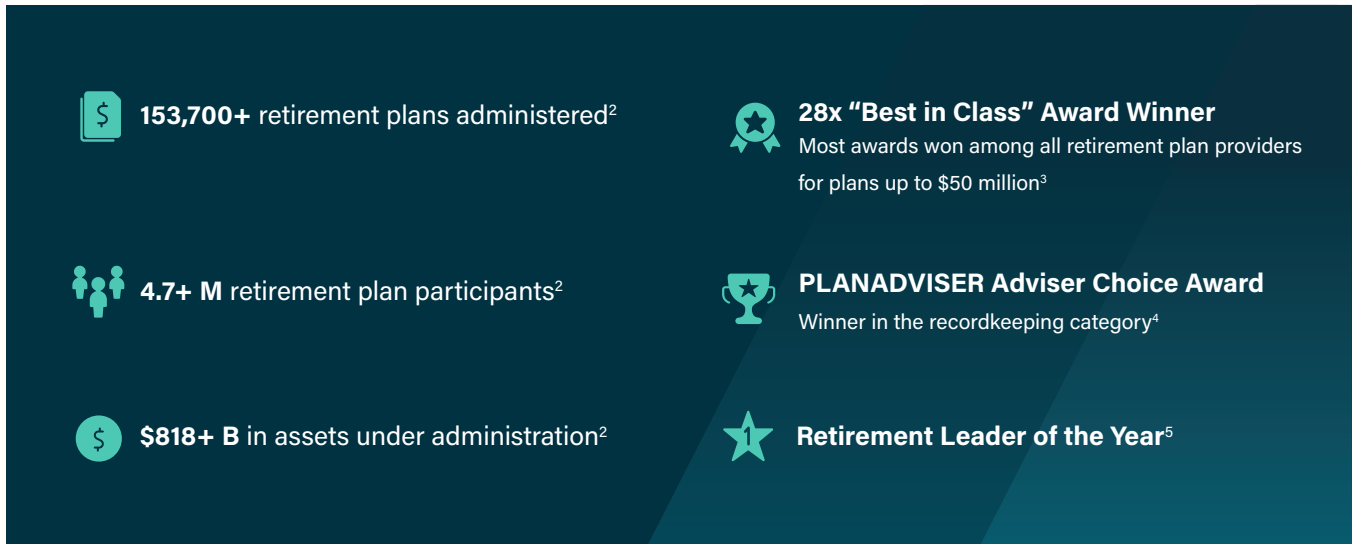 153,700+ retirement plans administered²
4.7+ M retirement plan participants²
$818+ B in assets under administration²
28x “Best in Class” Award Winner
Most awards won among all retirement plan providers
for plans up to $50 million³
PLANADVISER Adviser Choice Award
Winner in the recordkeeping category⁴
1
Retirement Leader of the Year⁵